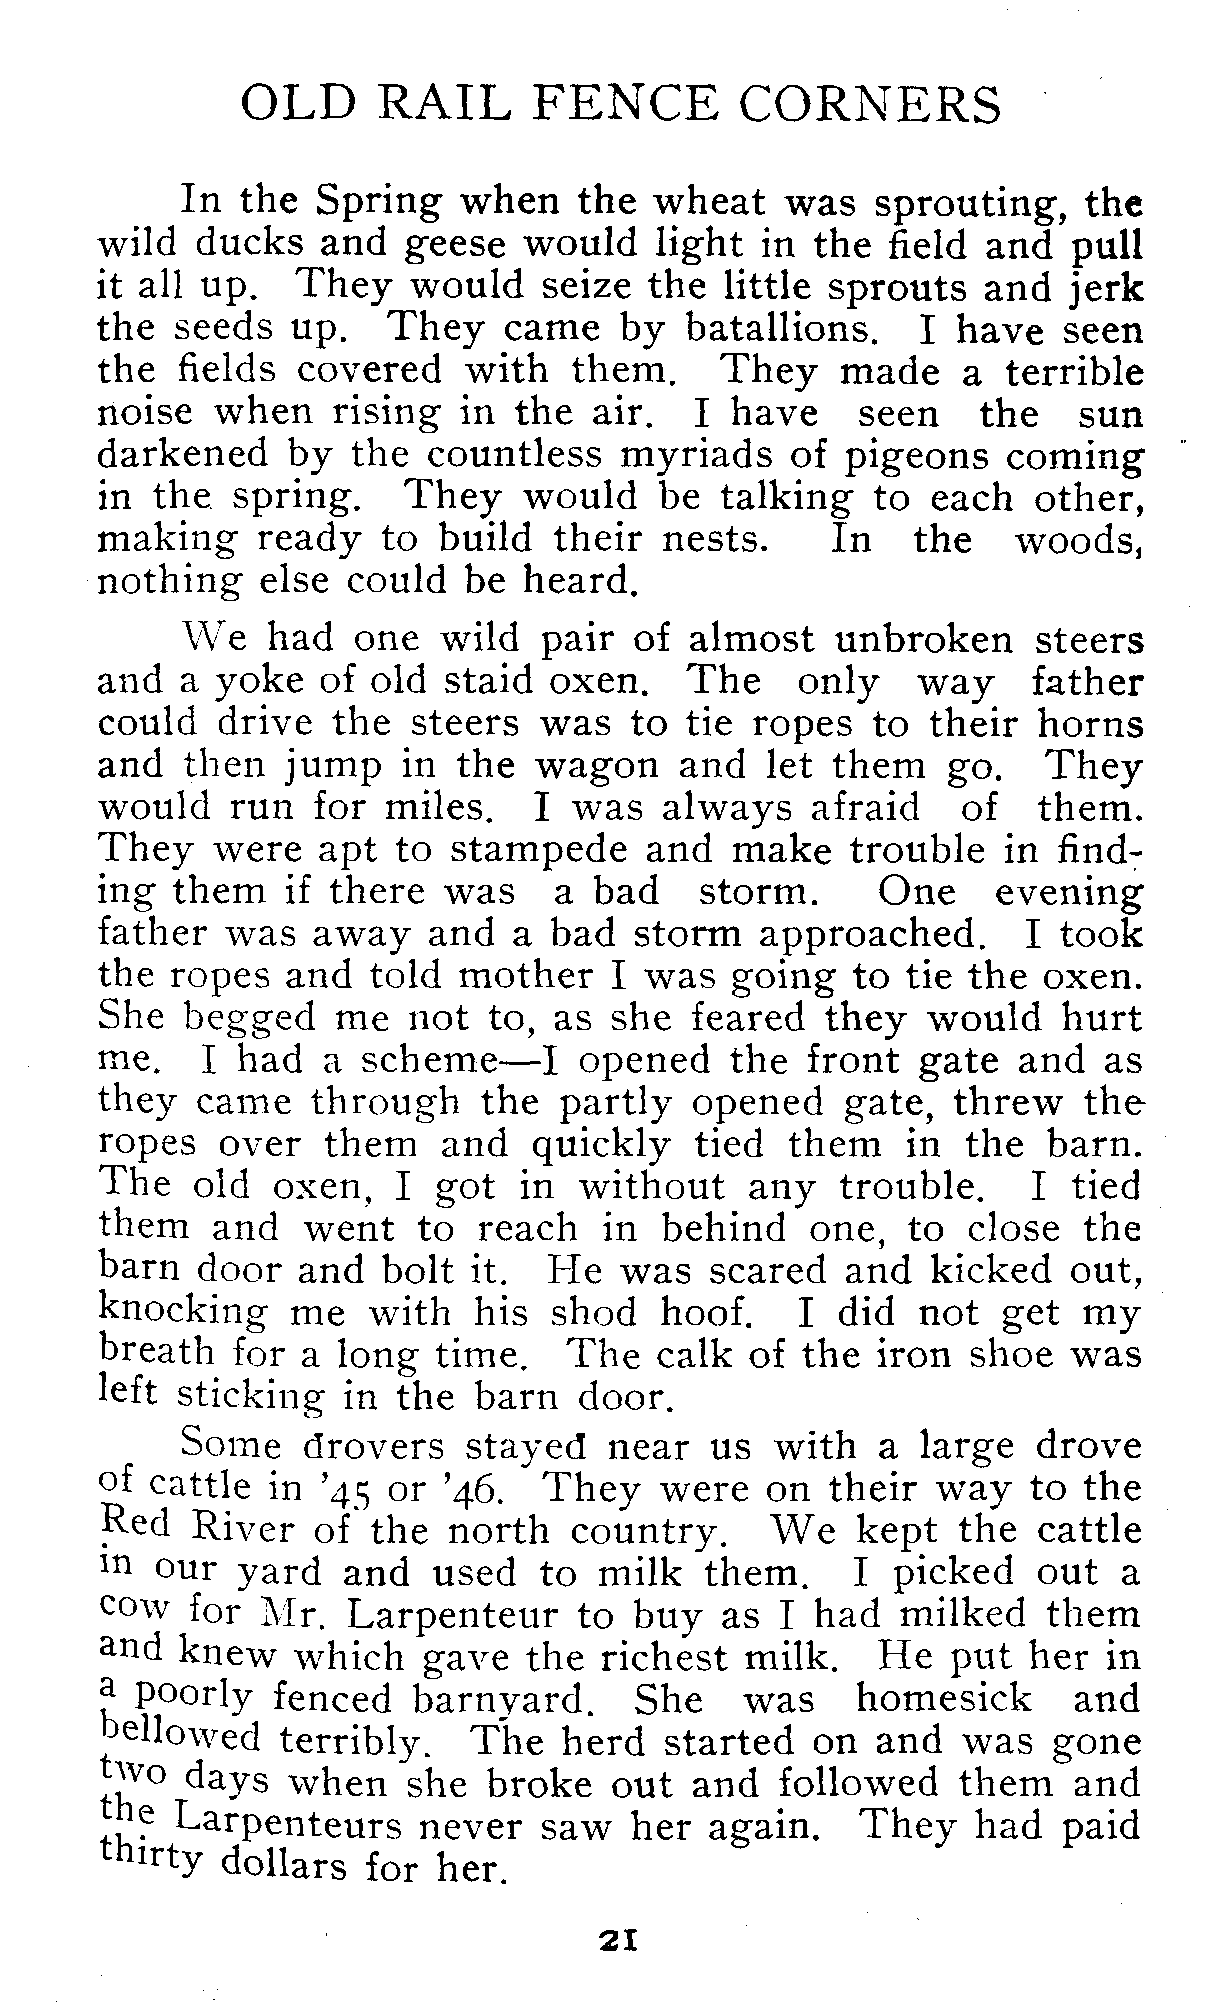 OLD RAIL FENCE CORNERS
In the Spring when the wheat was sprouting, the
wild ducks and geese would light in the field and pull
it all up. They would seize the little sprouts and jerk
the seeds up. They came by batallions. I have seen
the fields covered with them. They made a terrible
noise when rising in the air. I have seen the sun
darkened by the countless myriads of pigeons coming
in the spring. They would be talking to each other,
making ready to build their nests. In the woods,
nothing else could be heard.
We had one wild pair of almost unbroken steers
and a yoke of old staid oxen. The only way father
could drive the steers was to tie ropes to their horns
and then jump in the wagon and let them go. They
would run for miles. I was always afraid of them.
They were apt to stampede and make trouble in find-
ing them if there was a bad storm. One evening
father was away and a bad storm approached. I took
the ropes and told mother I was going to tie the oxen.
She begged me not to, as she feared they would hurt
me. I had a scheme—I opened the front gate and as
they came through the partly opened gate, threw the
ropes over them and quickly tied them in the barn.
The old oxen, I got in without any trouble. I tied
them and went to reach in behind one, to close the
barn door and bolt it. He was scared and kicked out,
knocking me with his shod hoof. I did not get my
breath for a long time. The calk of the iron shoe was
left sticking in the barn door.
Some drovers stayed near us with a large drove
of cattle in '45 or '46. They were on their way to the
Red River of the north country. We kept the cattle
in our yard and used to milk them. I picked out a
cow for Mr. Larpenteur to buy as I had milked them
and knew which gave the richest milk. He put her in
a poorly fenced barnyard. She was homesick and
bellowed terribly. The herd started on and was gone
two days when she broke out and followed them and
the Larpenteurs never saw her again. They had paid
thirty dollars for her.
21